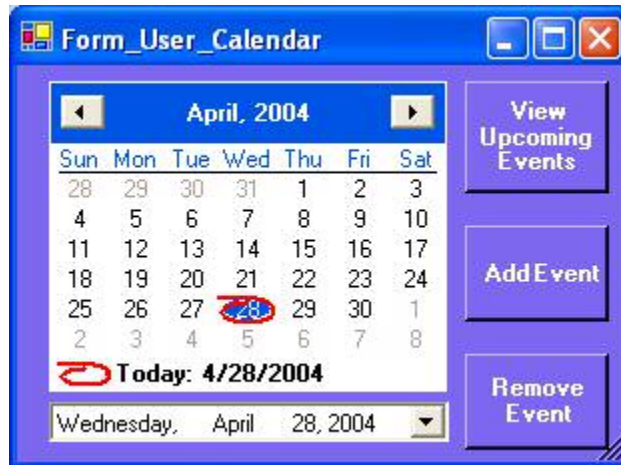 Form_User_Calendar
April, 2004
Sun Mon Tue Wed Thu Fri Sat
28 29 30 31 1 2 3
4 5 6 7 8 9 10
11 12 13 14 15 16 17
18 19 20 21 22 23 24
25 26 27 28 29 30 1
2 3 4 5 6 7 8
Today: 4/28/2004
Wednesday, April 28, 2004
View
Upcoming
Events
Add Event
Remove
Event